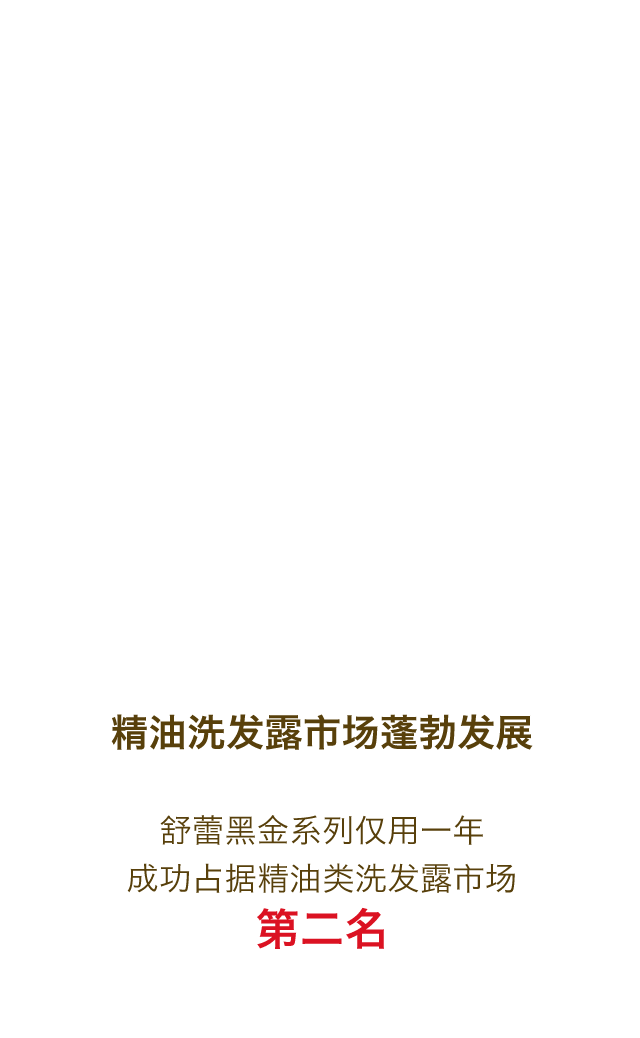 精油洗发露市场蓬勃发展
舒蕾黑金系列仅用一年
成功占据精油类洗发露市场
第二名